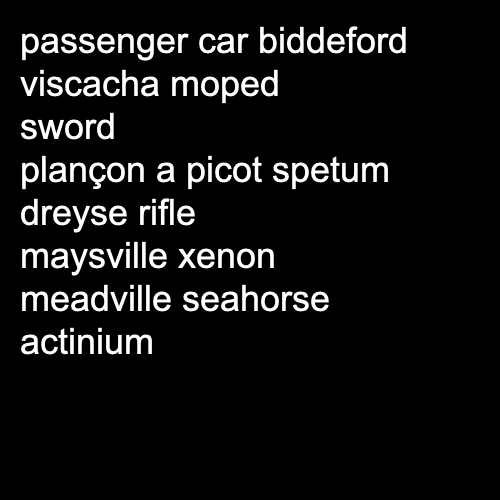 passenger car biddeford
viscacha moped
sword
plançon a picot spetum
dreyse rifle
maysville xenon
meadville seahorse
actinium